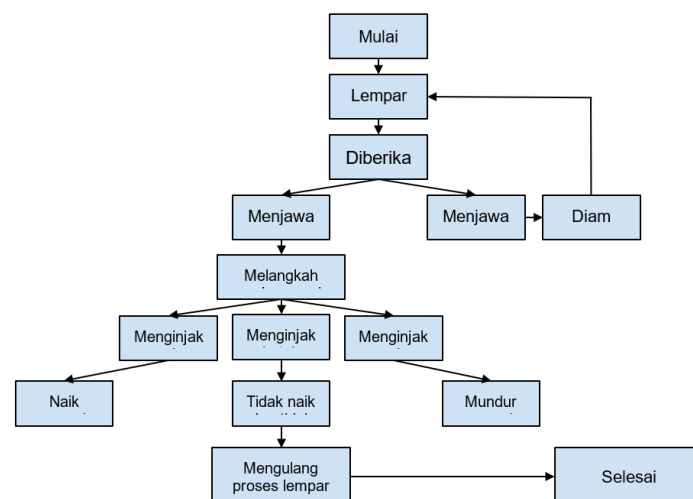 Mulai
Lempar
Diberika
Menjawa
Menjawa
Diam
Melangkah
Menginjak
Menginjak
Menginjak
Naik
Tidak naik
Mundur
Mengulang
proses lempar
Selesai